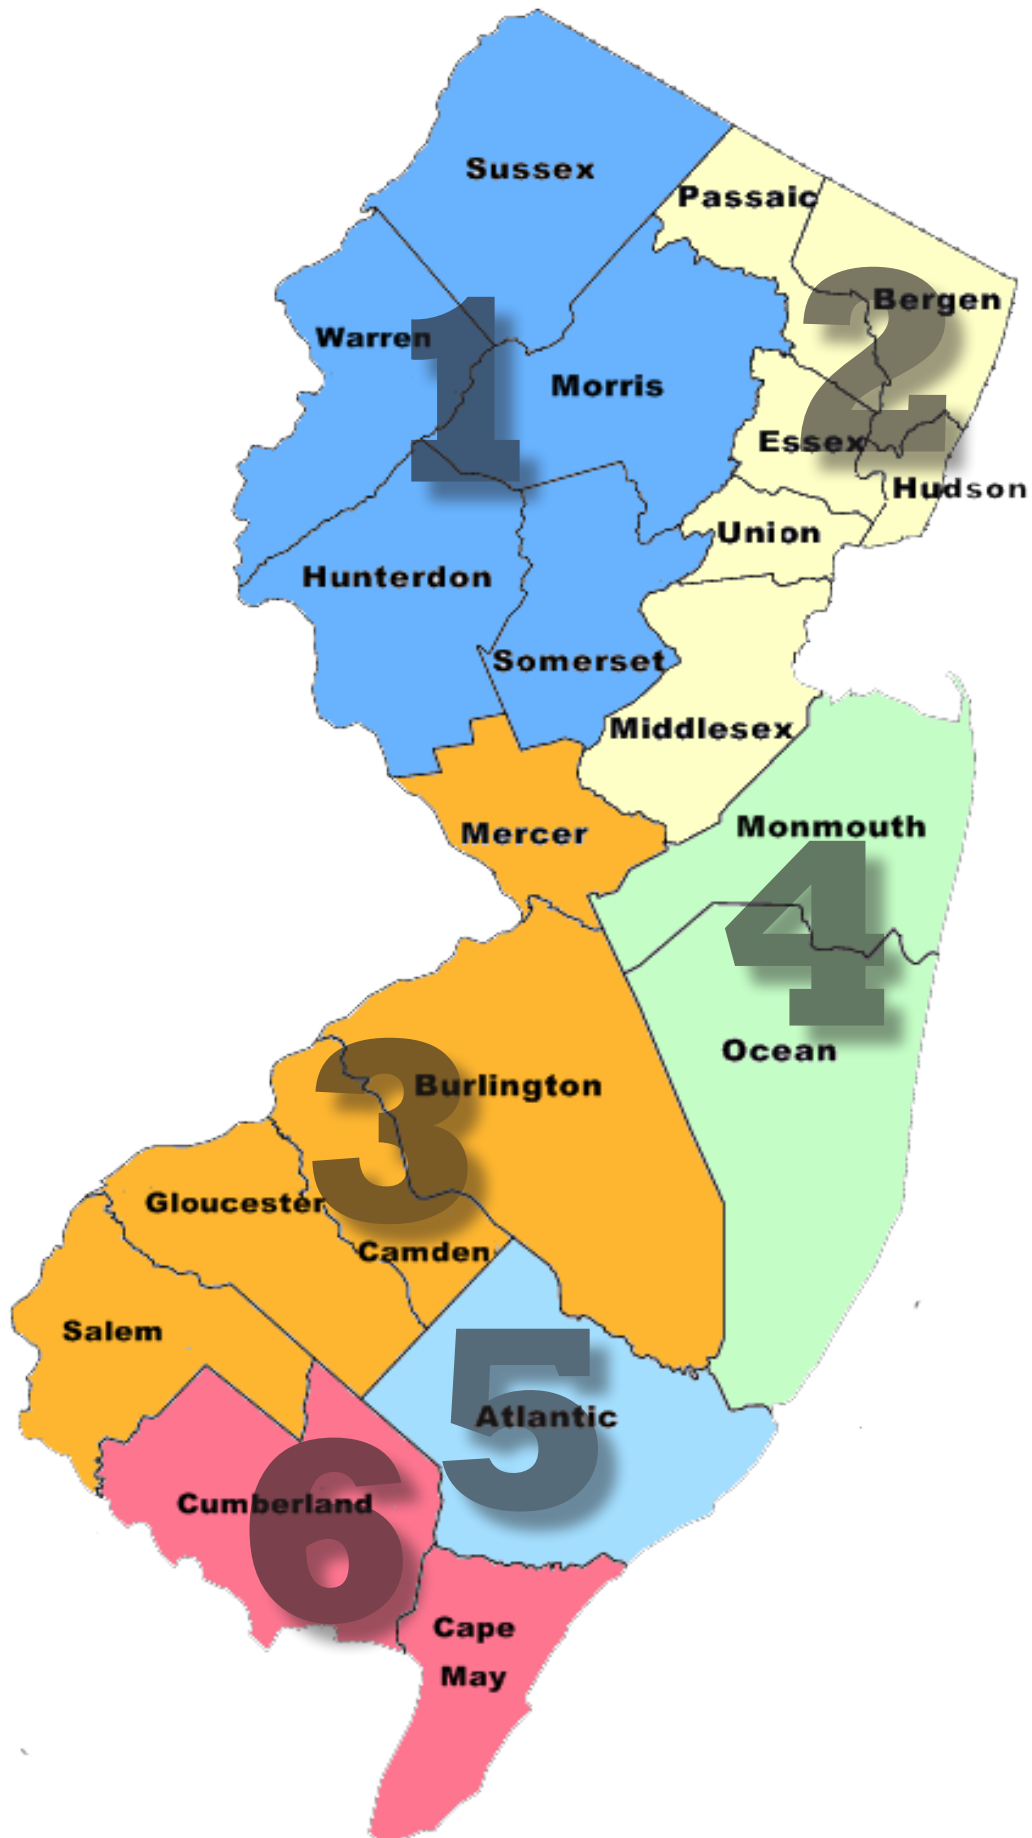 Sussex
Passaic
Bergen
2
Warren
1
Morris
Essex
Hudson
Union
Hunterdon
Somerset
Middlesex
Monmouth
Mercer
4
Ocean
3
Burlington
Gloucester
Camden
Salem
5
Atlantic
Cumberland
6
Cape
May